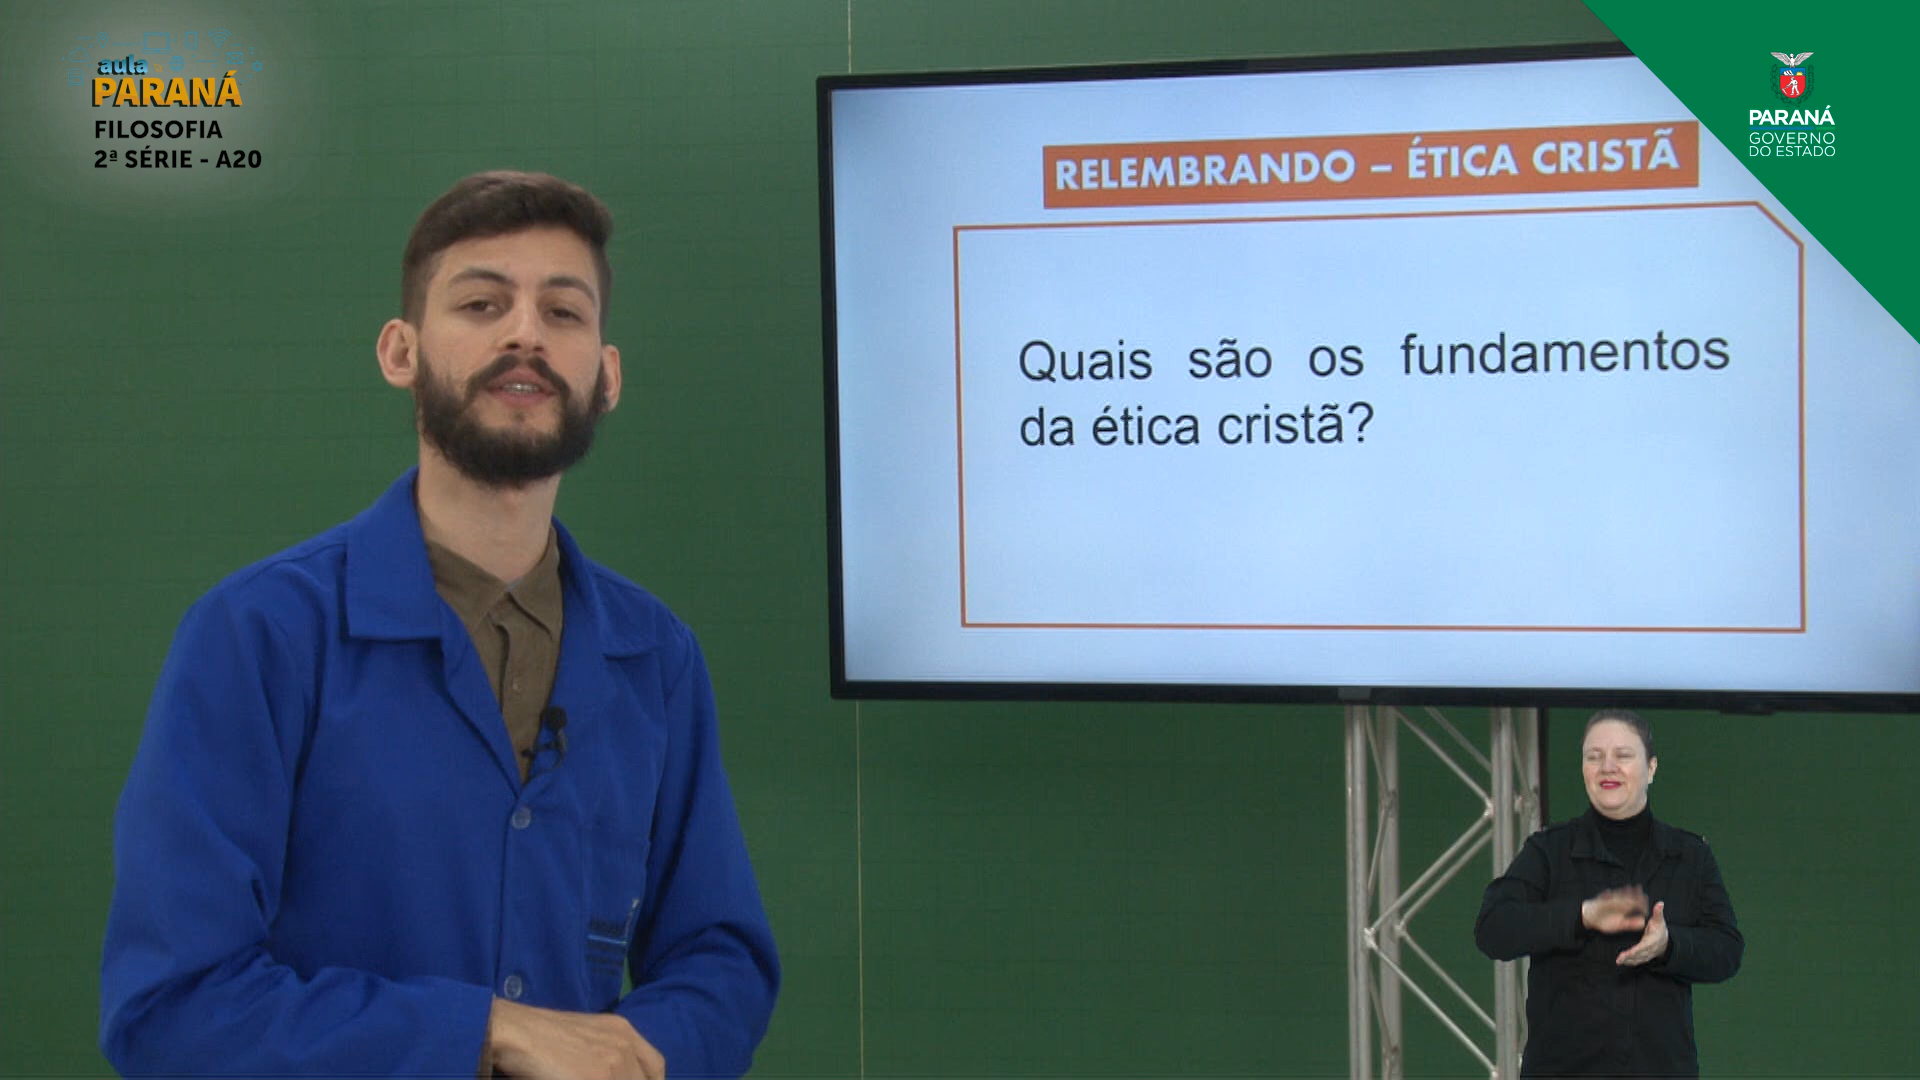 aula
PARANÁ
FILOSOFIA
2ª SÉRIE - A20
RELEMBRANDO – ÉTICA CRISTÃ
Quais são os fundamentos
da ética cristã?
PARANÁ
GOVERNO
DO ESTADO